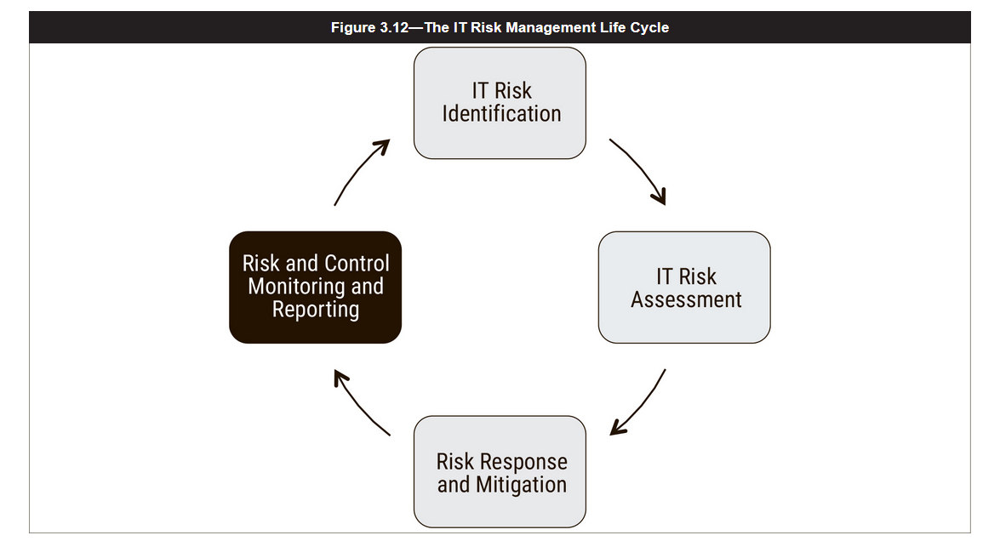 Figure 3.12—The IT Risk Management Life Cycle
IT Risk
Identification
IT Risk
Assessment
Risk Response
and Mitigation
Risk and Control
Monitoring and
Reporting